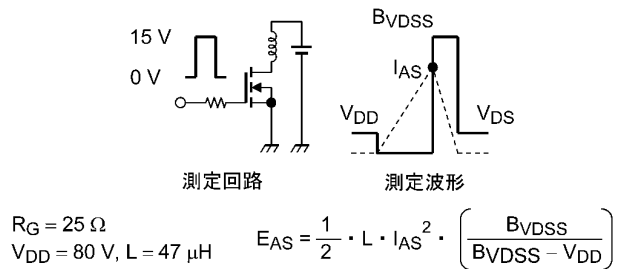 15 V
0 V
測定回路
BVDSS
IAS
VDD
VDS
測定波形
RG = 25 Ω
VDD = 80 V, L = 47 μH
EAS = 1/2 · L · IAS² · (BVDSS / (BVDSS − VDD))